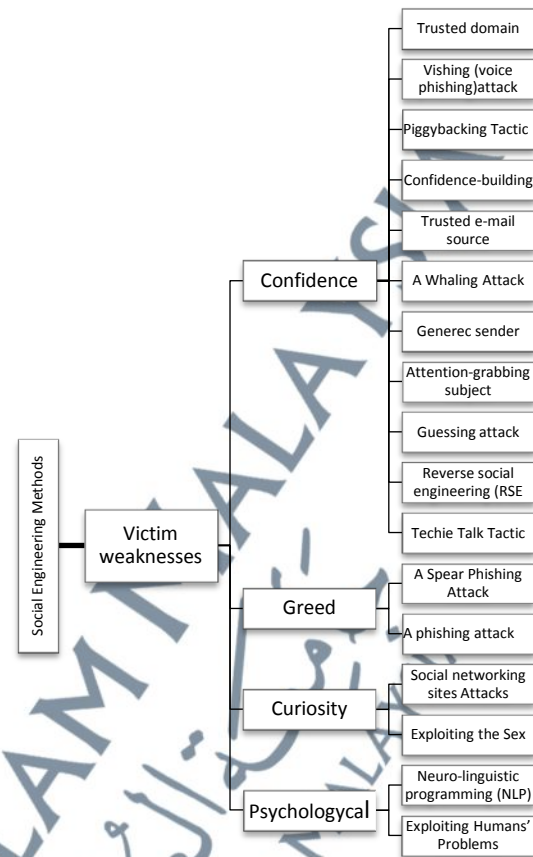 Social Engineering Methods
Victim
weaknesses
Confidence
Trusted domain
Vishing (voice
phishing)attack
Piggybacking Tactic
Confidence-building
Trusted e-mail
source
A Whaling Attack
Generec sender
Attention-grabbing
subject
Guessing attack
Reverse social
engineering (RSE
Techie Talk Tactic
Greed
A Spear Phishing
Attack
A phishing attack
Curiosity
Social networking
sites Attacks
Exploiting the Sex
Psychologycal
Neuro-linguistic
programming (NLP)
Exploiting Humans’
Problems